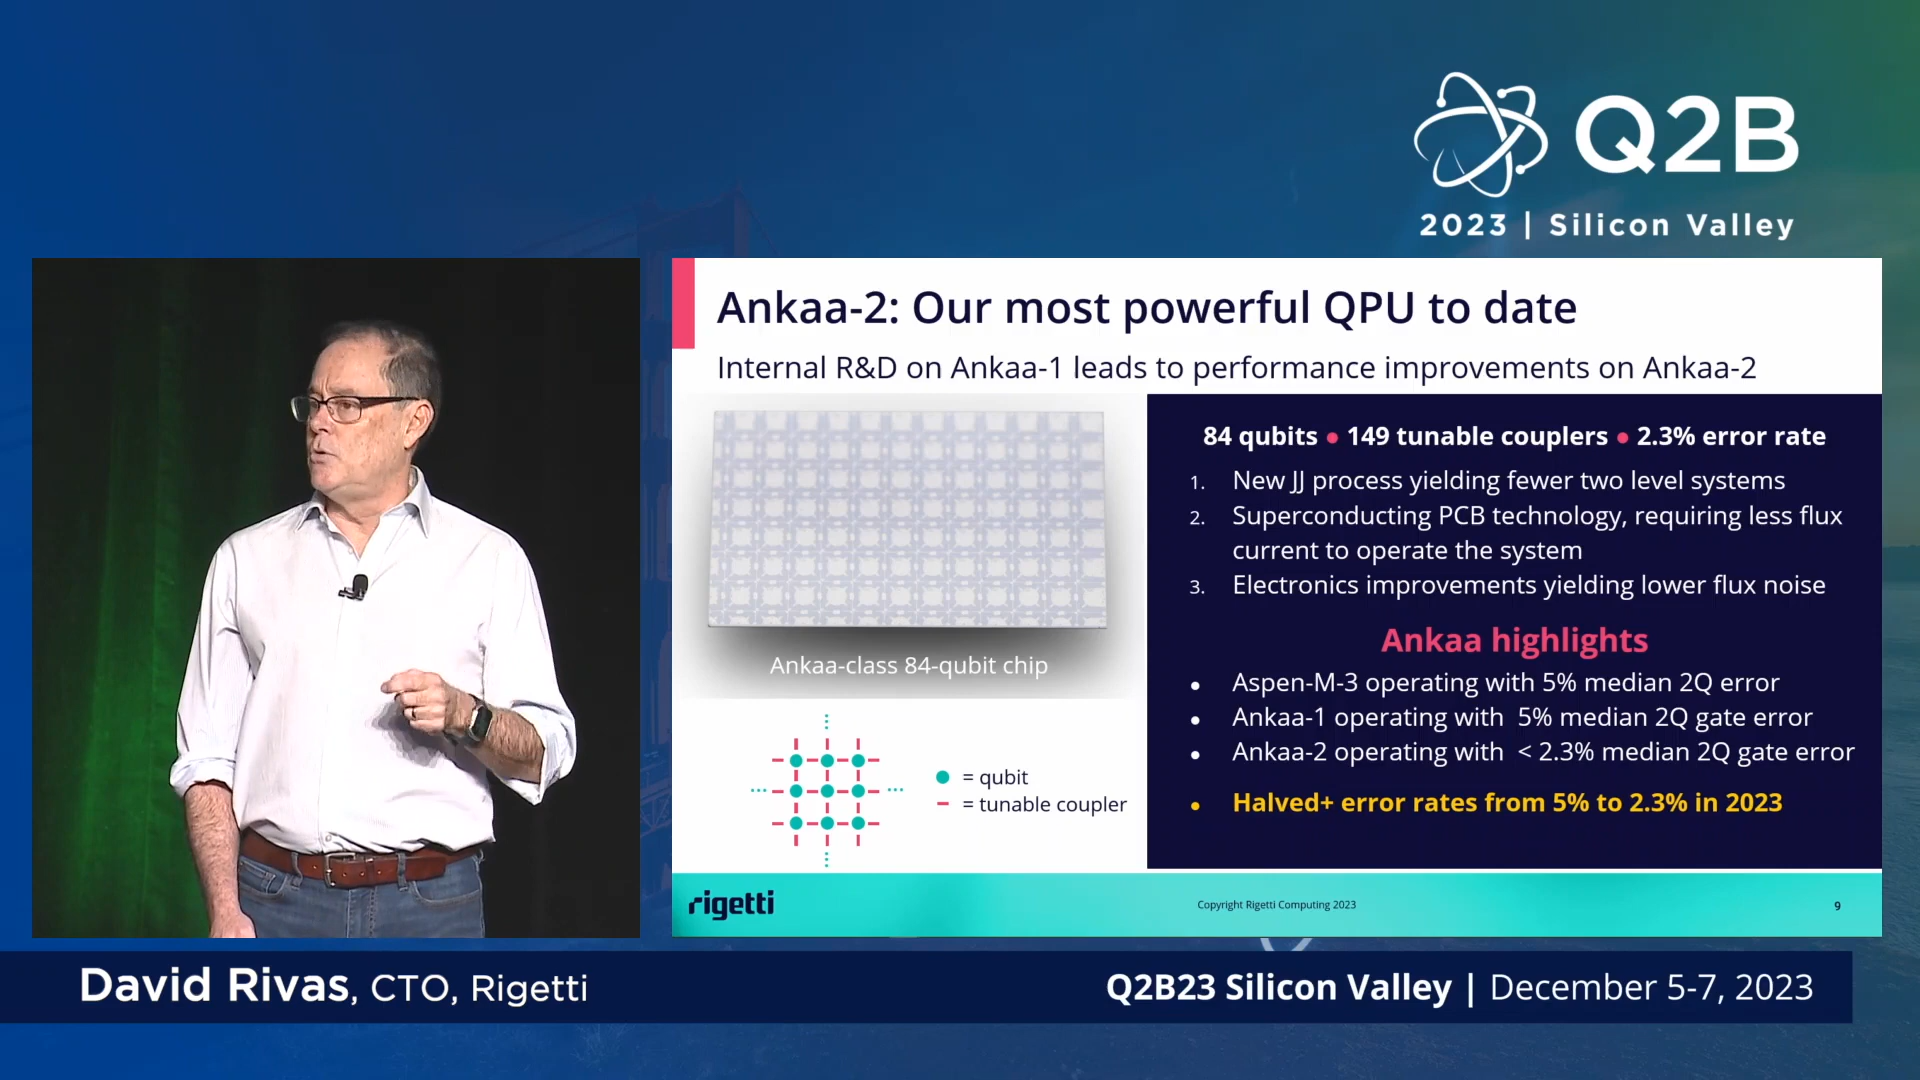 Q2B
2023 | Silicon Valley
Ankaa-2: Our most powerful QPU to date
Internal R&D on Ankaa-1 leads to performance improvements on Ankaa-2
Ankaa-class 84-qubit chip
= qubit
= tunable coupler
84 qubits ● 149 tunable couplers ● 2.3% error rate
1. New JJ process yielding fewer two level systems
2. Superconducting PCB technology, requiring less flux
current to operate the system
3. Electronics improvements yielding lower flux noise
Ankaa highlights
● Aspen-M-3 operating with 5% median 2Q error
● Ankaa-1 operating with 5% median 2Q gate error
● Ankaa-2 operating with < 2.3% median 2Q gate error
● Halved+ error rates from 5% to 2.3% in 2023
rigetti
Copyright Rigetti Computing 2023
9
David Rivas, CTO, Rigetti
Q2B23 Silicon Valley | December 5-7, 2023